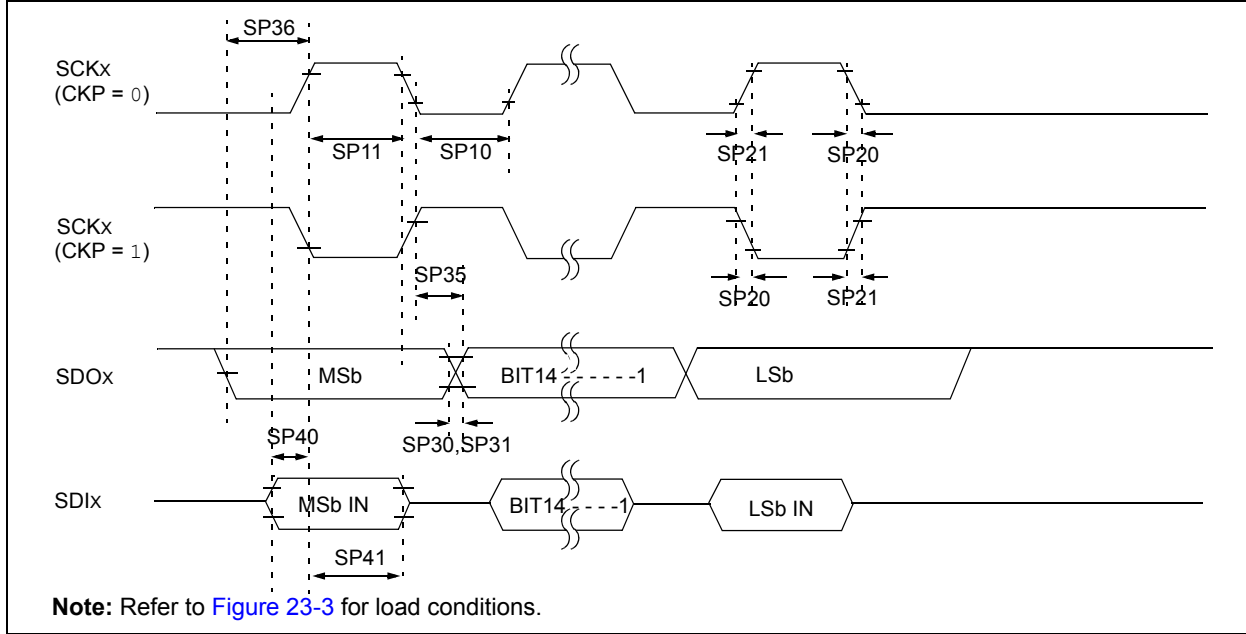 SP36
SCKx
(CKP = 0)
SP11
SP10
SP21
SP20
SCKx
(CKP = 1)
SP35
SP20
SP21
SDOx
MSb
BIT14 - - - - - -1
LSb
SP40
SP30,SP31
SDIx
MSb IN
BIT14 - - - -1
LSb IN
SP41
Note: Refer to Figure 23-3 for load conditions.